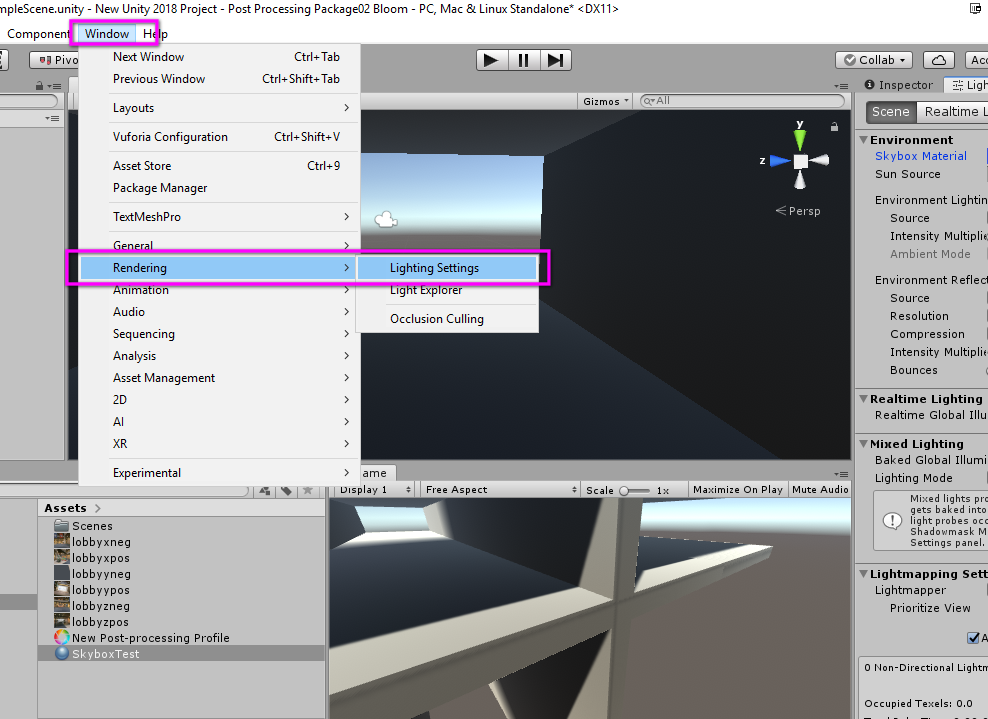 mpleScene.unity - New Unity 2018 Project - Post Processing Package02 Bloom - PC, Mac & Linux Standalone* <DX11>
Component Window Help
Pivo
Collab
Acc
Next Window Ctrl+Tab
Previous Window Ctrl+Shift+Tab
Layouts
Vuforia Configuration Ctrl+Shift+V
Asset Store Ctrl+9
Package Manager
TextMeshPro
General
Rendering
Animation
Audio
Sequencing
Analysis
Asset Management
2D
AI
XR
Experimental
Lighting Settings
Light Explorer
Occlusion Culling
Gizmos All
y
z
Persp
Inspector Ligh
Scene Realtime L
Environment
Skybox Material
Sun Source
Environment Lightin
Source
Intensity Multiplie
Ambient Mode
Environment Reflect
Source
Resolution
Compression
Intensity Multiplie
Bounces
Realtime Lighting
Realtime Global Illu
Mixed Lighting
Baked Global Illumi
Lighting Mode
Mixed lights pro
gets baked into
light probes occ
Shadowmask M
Settings panel.
Lightmapping Sett
Lightmapper
Prioritize View
A
0 Non-Directional Lightm
Occupied Texels: 0.0
ame
Display 1 Free Aspect Scale 1x Maximize On Play Mute Audio
Assets
Scenes
lobbyxneg
lobbyxpos
lobbyyneg
lobbyypos
lobbyzneg
lobbyzpos
New Post-processing Profile
SkyboxTest